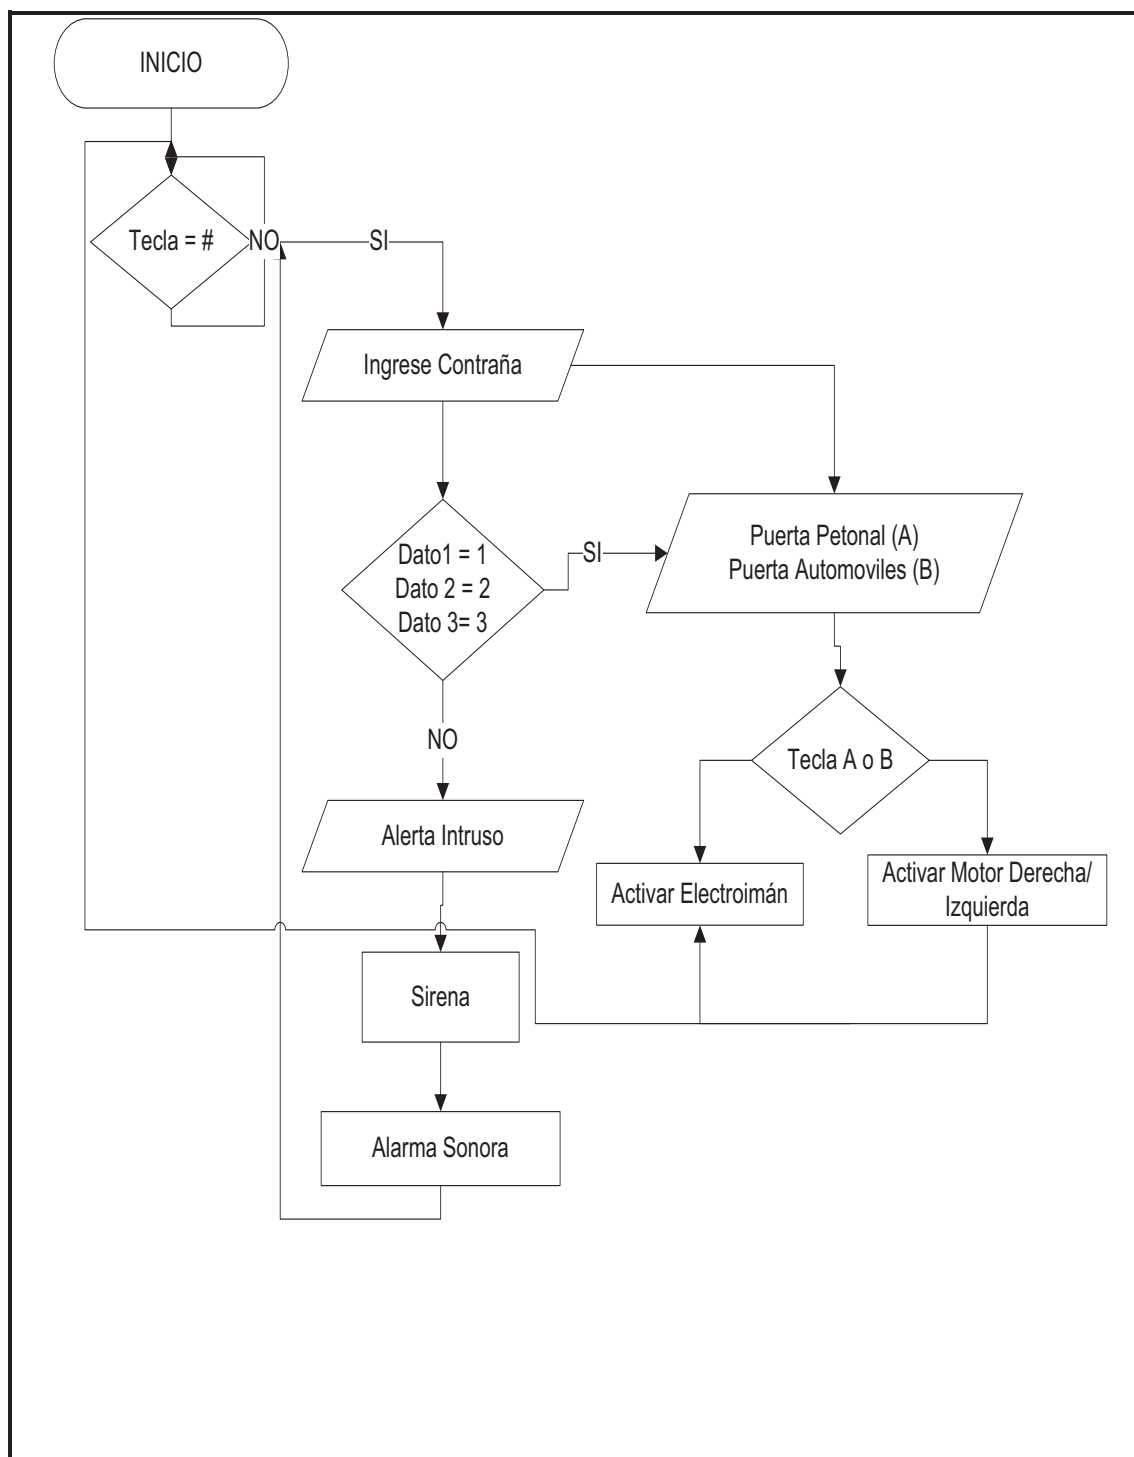 INICIO
Tecla = #
NO
SI
Ingrese Contraña
Dato1 = 1
Dato 2 = 2
Dato 3= 3
SI
Puerta Petonal (A)
Puerta Automoviles (B)
NO
Tecla A o B
Alerta Intruso
Activar Electroimán
Activar Motor Derecha/
Izquierda
Sirena
Alarma Sonora